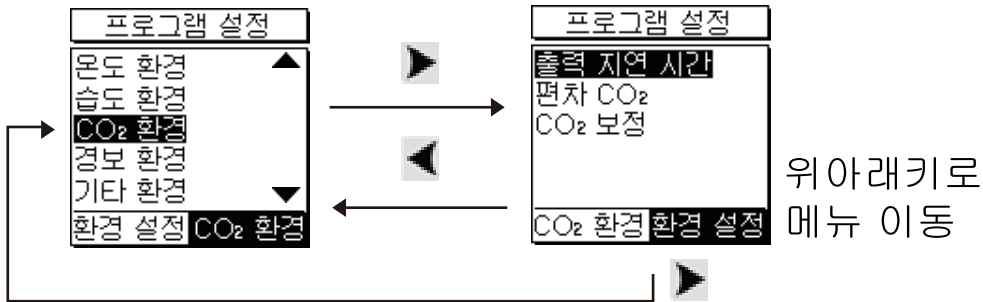 프로그램 설정
온도 환경
습도 환경
CO₂ 환경
경보 환경
기타 환경
환경 설정 CO₂ 환경
프로그램 설정
출력 지연 시간
편차 CO₂
CO₂ 보정
CO₂ 환경 환경 설정
위아래키로
메뉴 이동